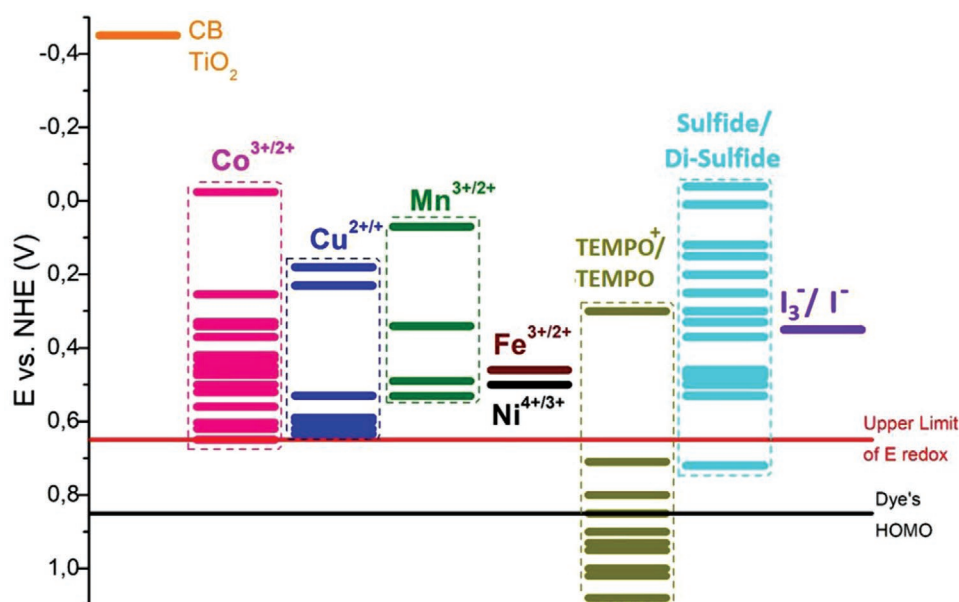 E vs. NHE (V)
-0,4
-0,2
0,0
0,2
0,4
0,6
0,8
1,0
CB
TiO₂
Co³⁺/²⁺
Cu²⁺/⁺
Mn³⁺/²⁺
Fe³⁺/²⁺
Ni⁴⁺/³⁺
TEMPO⁺/
TEMPO
Sulfide/
Di-Sulfide
I₃⁻/ I⁻
Upper Limit
of E redox
Dye's
HOMO